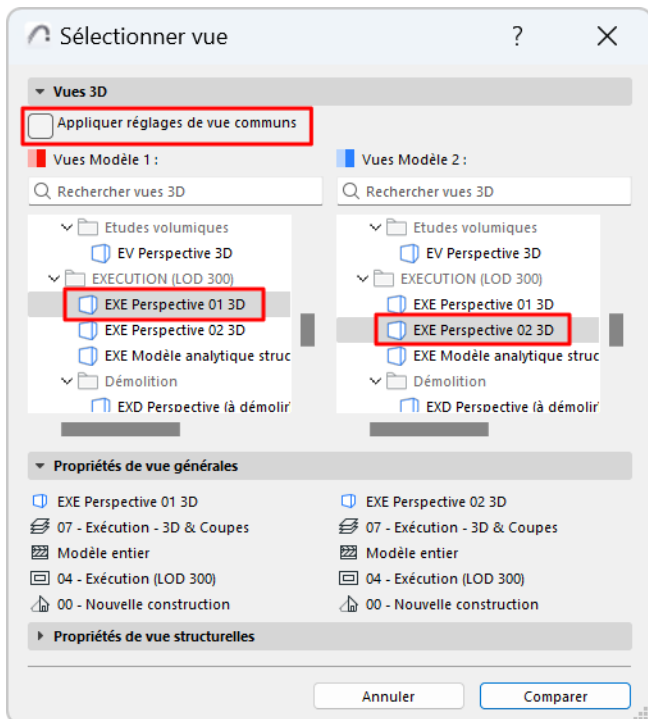 Sélectionner vue
?
Vues 3D
Appliquer réglages de vue communs
Vues Modèle 1 :
Rechercher vues 3D
Etudes volumiques
EV Perspective 3D
EXECUTION (LOD 300)
EXE Perspective 01 3D
EXE Perspective 02 3D
EXE Modèle analytique struc
Démolition
EXD Perspective (à démolir
Vues Modèle 2 :
Rechercher vues 3D
Etudes volumiques
EV Perspective 3D
EXECUTION (LOD 300)
EXE Perspective 01 3D
EXE Perspective 02 3D
EXE Modèle analytique struc
Démolition
EXD Perspective (à démolir
Propriétés de vue générales
EXE Perspective 01 3D
07 - Exécution - 3D & Coupes
Modèle entier
04 - Exécution (LOD 300)
00 - Nouvelle construction
EXE Perspective 02 3D
07 - Exécution - 3D & Coupes
Modèle entier
04 - Exécution (LOD 300)
00 - Nouvelle construction
Propriétés de vue structurelles
Annuler
Comparer